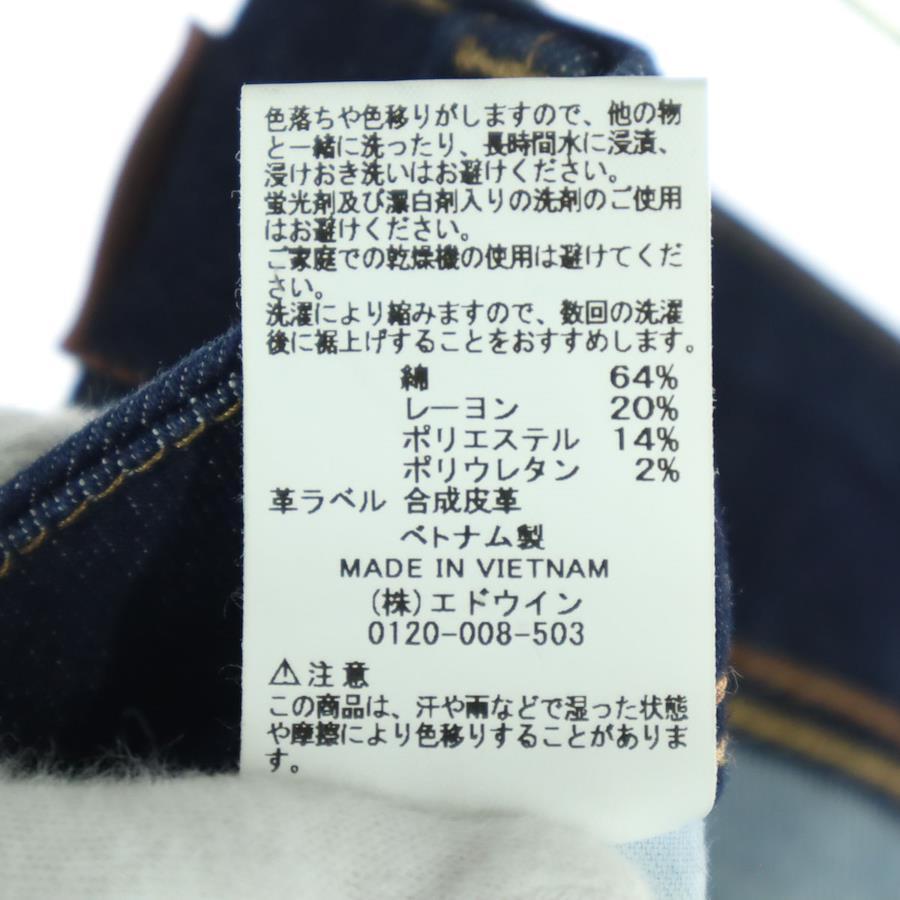 色落ちや色移りがしますので、他の物
と一緒に洗ったり、長時間水に浸漬、
浸けおき洗いはお避けください。
蛍光剤及び漂白剤入りの洗剤のご使用
はお避けください。
ご家庭での乾燥機の使用は避けてくだ
さい。
洗濯により縮みますので、数回の洗濯
後に裾上げすることをおすすめします。
綿 64%
レーヨン 20%
ポリエステル 14%
ポリウレタン 2%
革ラベル 合成皮革
ベトナム製
MADE IN VIETNAM
(株)エドウイン
0120-008-503
⚠注意
この商品は、汗や雨などで湿った状態
や摩擦により色移りすることがありま
す。